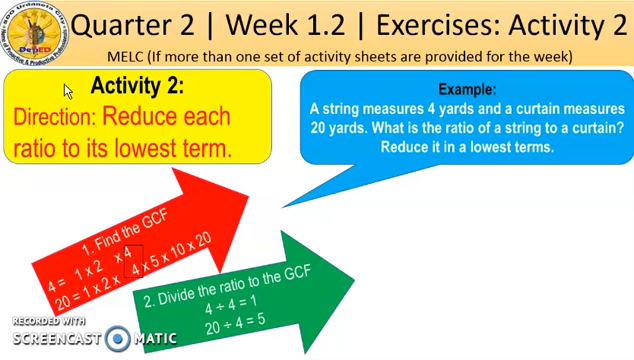 Quarter 2 | Week 1.2 | Exercises: Activity 2
MELC (If more than one set of activity sheets are provided for the week)
DepED
Activity 2:
Direction: Reduce each
ratio to its lowest term.
Example:
A string measures 4 yards and a curtain measures
20 yards. What is the ratio of a string to a curtain?
Reduce it in a lowest terms.
1. Find the GCF
4 = 1 x 2 x 4
20 = 1 x 2 x 4 x 5 x 10 x 20
2. Divide the ratio to the GCF
4 ÷ 4 = 1
20 ÷ 4 = 5
RECORDED WITH
SCREENCAST MATIC